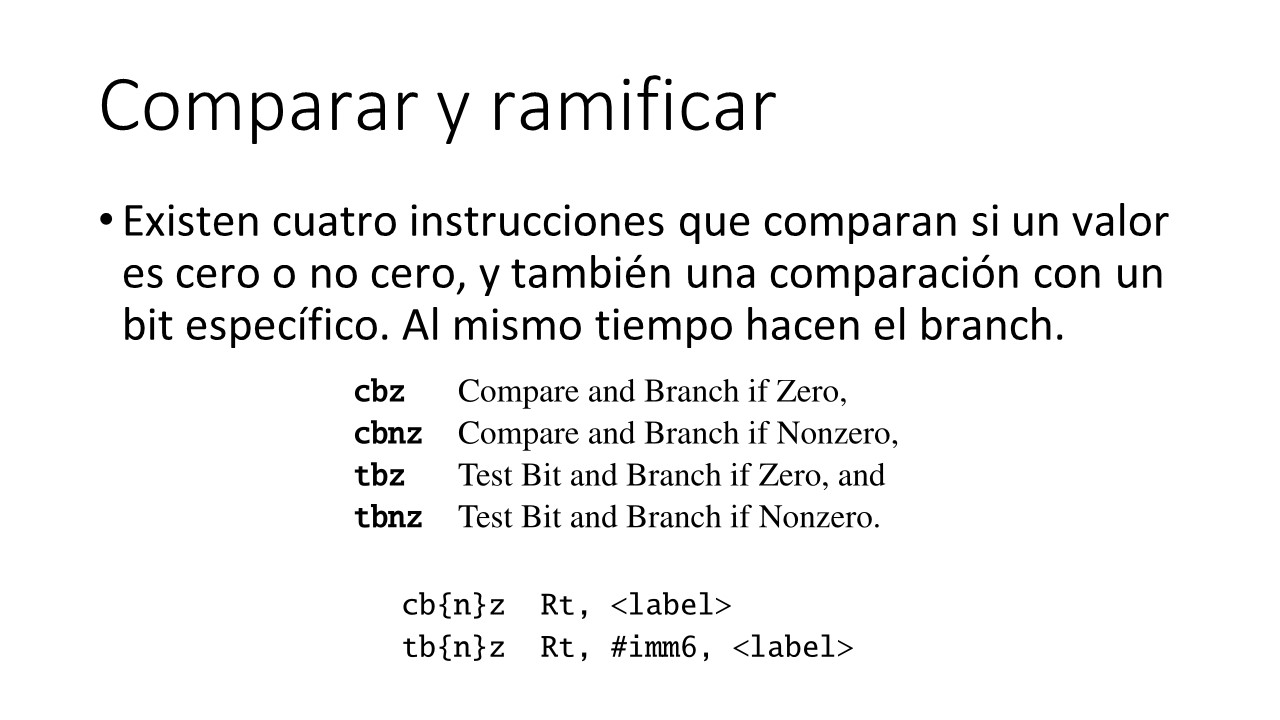 Comparar y ramificar
• Existen cuatro instrucciones que comparan si un valor
es cero o no cero, y también una comparación con un
bit específico. Al mismo tiempo hacen el branch.
cbz Compare and Branch if Zero,
cbnz Compare and Branch if Nonzero,
tbz Test Bit and Branch if Zero, and
tbnz Test Bit and Branch if Nonzero.
cb{n}z Rt, <label>
tb{n}z Rt, #imm6, <label>